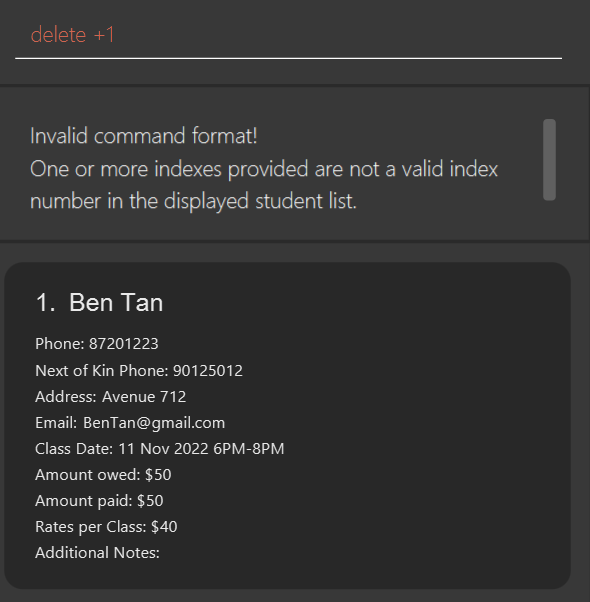 delete +1
Invalid command format!
One or more indexes provided are not a valid index
number in the displayed student list.
1. Ben Tan
Phone: 87201223
Next of Kin Phone: 90125012
Address: Avenue 712
Email: BenTan@gmail.com
Class Date: 11 Nov 2022 6PM-8PM
Amount owed: $50
Amount paid: $50
Rates per Class: $40
Additional Notes: